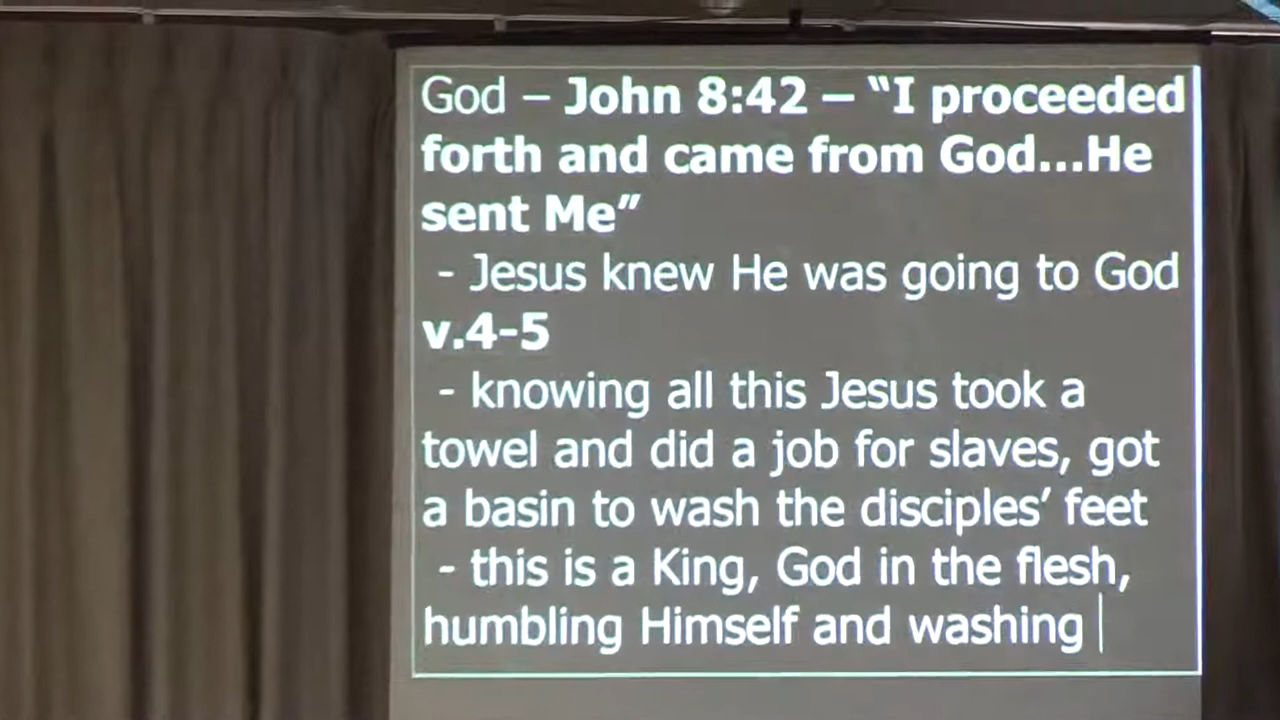 God – John 8:42 – “I proceeded
forth and came from God...He
sent Me”
- Jesus knew He was going to God
v.4-5
- knowing all this Jesus took a
towel and did a job for slaves, got
a basin to wash the disciples’ feet
- this is a King, God in the flesh,
humbling Himself and washing